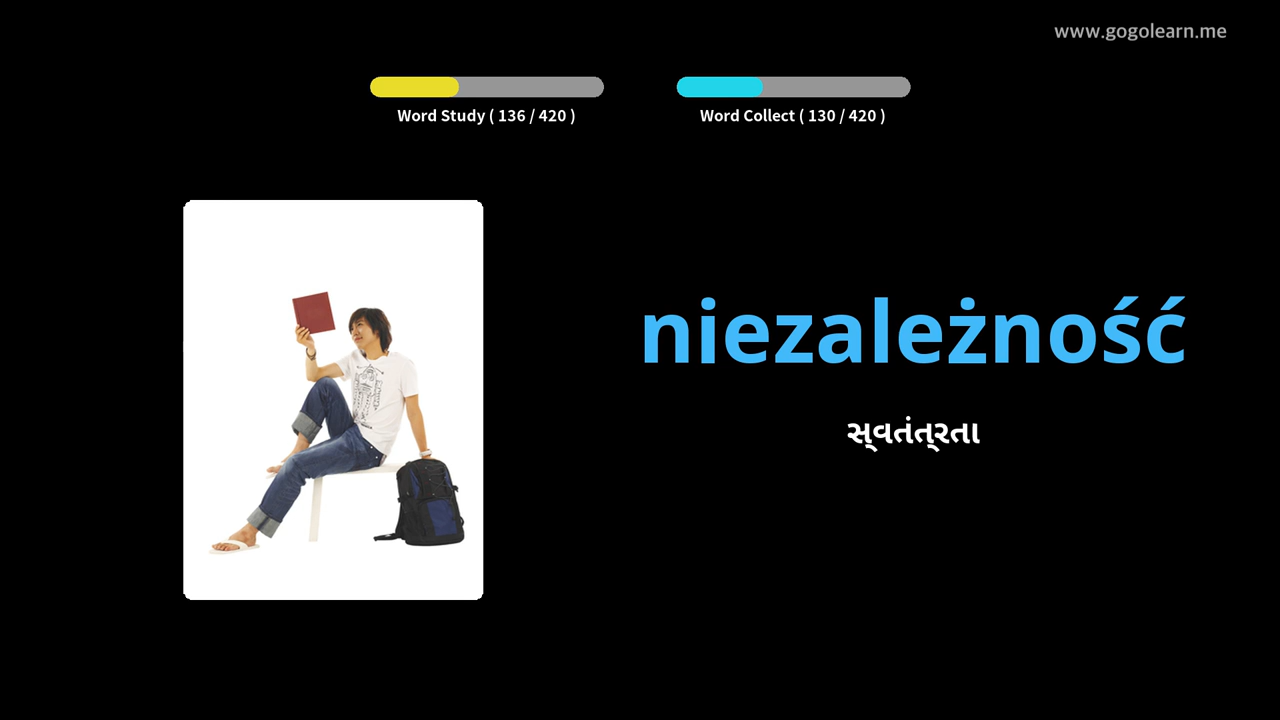 www.gogolearn.me
Word Study ( 136 / 420 )
Word Collect ( 130 / 420 )
niezależność
સ્વતંત્રતા